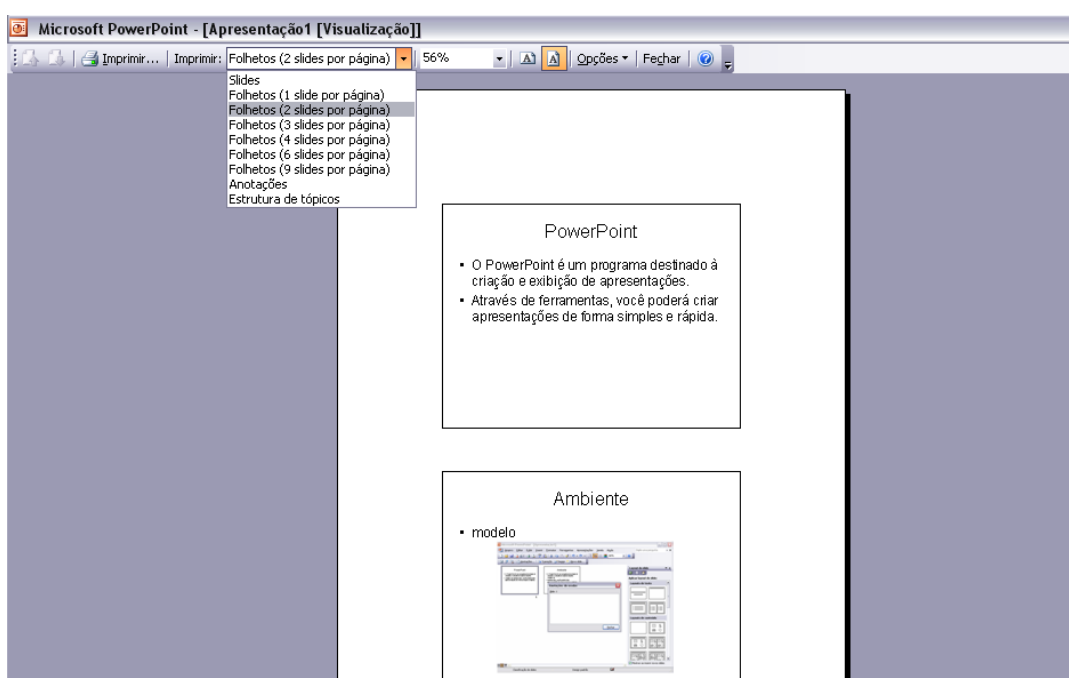 Microsoft PowerPoint - [Apresentação1 [Visualização]]
Imprimir... Imprimir: Folhetos (2 slides por página) 56% Opções Fechar
Slides
Folhetos (1 slide por página)
Folhetos (2 slides por página)
Folhetos (3 slides por página)
Folhetos (4 slides por página)
Folhetos (6 slides por página)
Folhetos (9 slides por página)
Anotações
Estrutura de tópicos
PowerPoint
• O PowerPoint é um programa destinado à
criação e exibição de apresentações.
• Através de ferramentas, você poderá criar
apresentações de forma simples e rápida.
Ambiente
• modelo